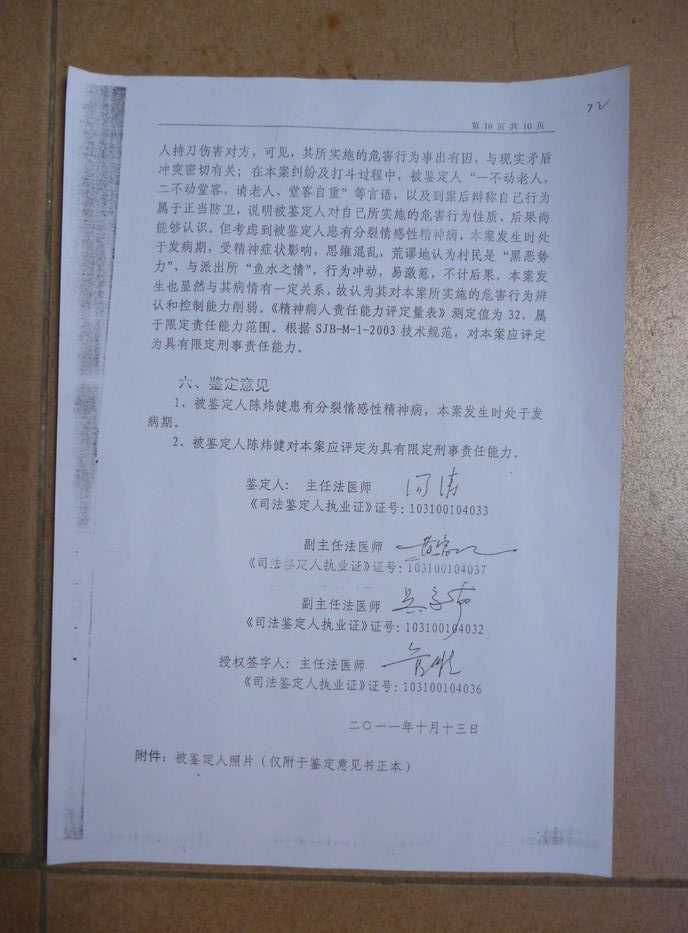 72
第 10 页 共 10 页
人持刀伤害对方，可见，其所实施的危害行为事出有因，与现实矛盾
冲突密切有关；在本案纠纷及打斗过程中，被鉴定人“一不动老人，
二不动堂客，请老人、堂客自重”等言语，以及到案后辩称自己行为
属于正当防卫，说明被鉴定人对自己所实施的危害行为性质、后果尚
能够认识。但考虑到被鉴定人患有分裂情感性精神病，本案发生时处
于发病期，受精神症状影响，思维混乱，荒谬地认为村民是“黑恶势
力”，与派出所“鱼水之情”，行为冲动，易激惹，不计后果，本案发
生也显然与其病情有一定关系，故认为其对本案所实施的危害行为辨
认和控制能力削弱。《精神病人责任能力评定量表》测定值为 32，属
于限定责任能力范围。根据 SJB-M-1-2003 技术规范，对本案应评定
为具有限定刑事责任能力。
六、鉴定意见
1、被鉴定人陈炜健患有分裂情感性精神病，本案发生时处于发
病期。
2、被鉴定人陈炜健对本案应评定为具有限定刑事责任能力。
鉴定人： 主任法医师
《司法鉴定人执业证》证号：103100104033
副主任法医师
《司法鉴定人执业证》证号：103100104037
副主任法医师
《司法鉴定人执业证》证号：103100104032
授权签字人：主任法医师
《司法鉴定人执业证》证号：103100104036
二〇一一年十月十三日
附件：被鉴定人照片（仅附于鉴定意见书正本）